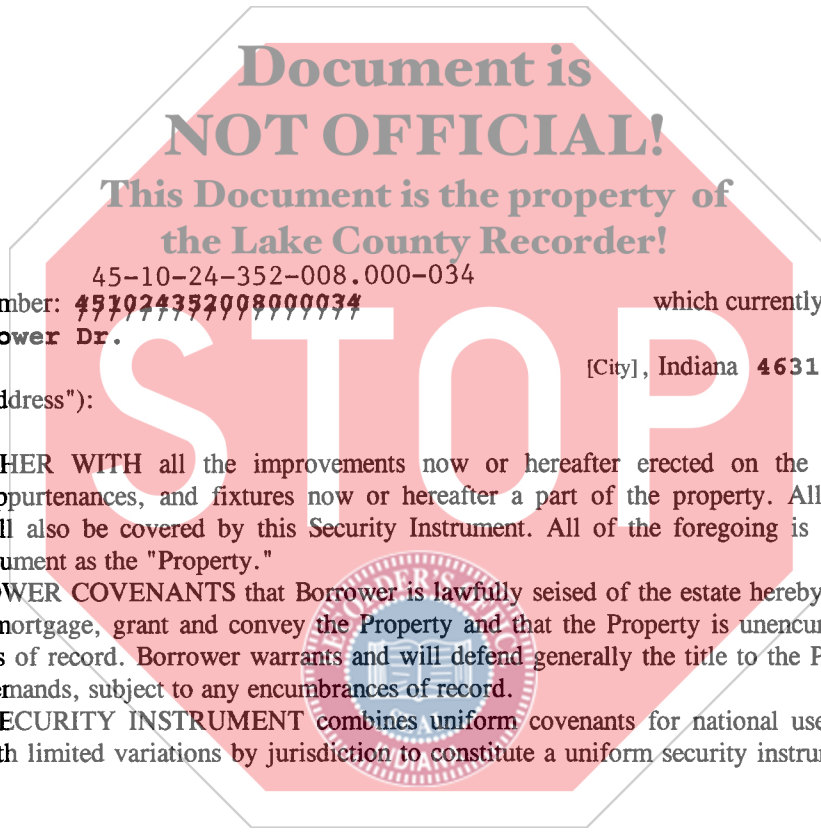 Document is
NOT OFFICIAL!
This Document is the property of
the Lake County Recorder!
45-10-24-352-008.000-034
mber: 451024352008000034 which currently
ower Dr.
[City], Indiana 4631
ddress"):
HER WITH all the improvements now or hereafter erected on the
ppurtenances, and fixtures now or hereafter a part of the property. All
ll also be covered by this Security Instrument. All of the foregoing is
ument as the "Property."
OWER COVENANTS that Borrower is lawfully seised of the estate hereby
mortgage, grant and convey the Property and that the Property is unencu
s of record. Borrower warrants and will defend generally the title to the P
emands, subject to any encumbrances of record.
ECURITY INSTRUMENT combines uniform covenants for national use
th limited variations by jurisdiction to constitute a uniform security instru
STOP
RECORDER'S OFFICE
INDIANA